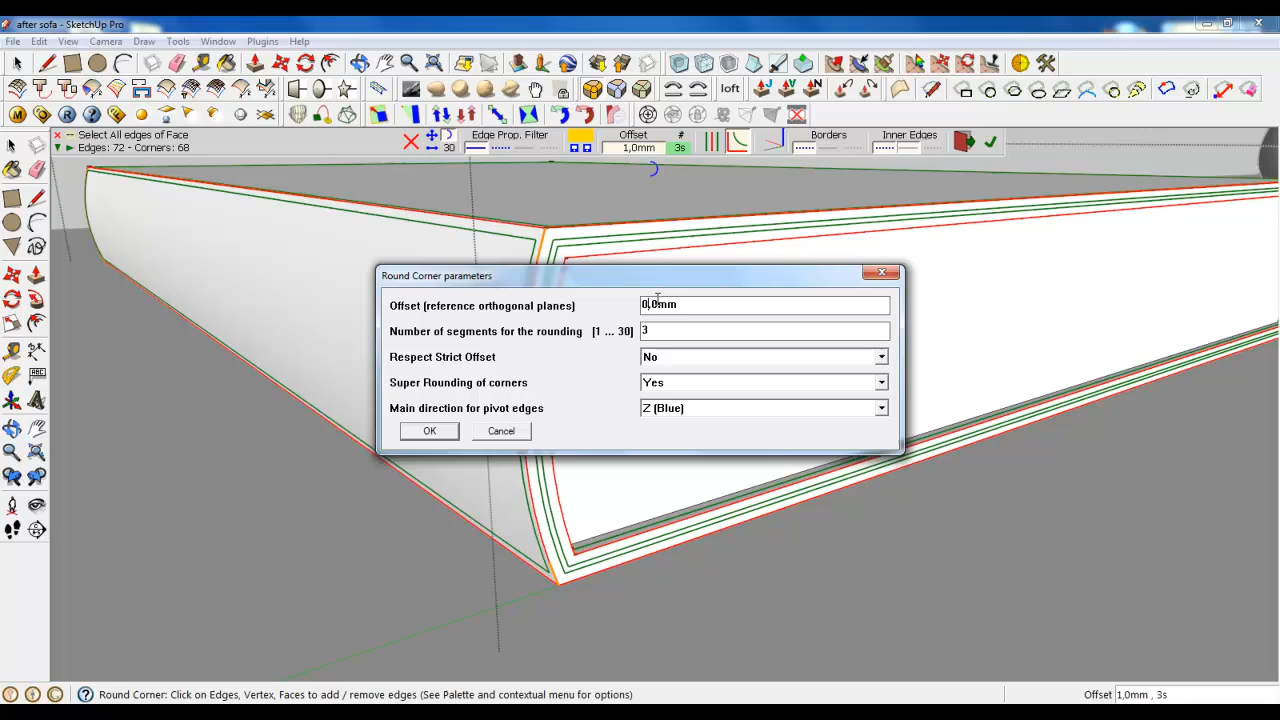 after sofa - SketchUp Pro
File Edit View Camera Draw Tools Window Plugins Help
loft
M Q R ?
Select All edges of Face
Edges: 72 - Corners: 68
30
Edge Prop. Filter
Offset #
1,0mm 3s
Borders
Inner Edges
Round Corner parameters
Offset (reference orthogonal planes) 0,0mm
Number of segments for the rounding [1 ... 30] 3
Respect Strict Offset No
Super Rounding of corners Yes
Main direction for pivot edges Z (Blue)
OK Cancel
Round Corner: Click on Edges, Vertex, Faces to add / remove edges (See Palette and contextual menu for options)
Offset 1,0mm , 3s